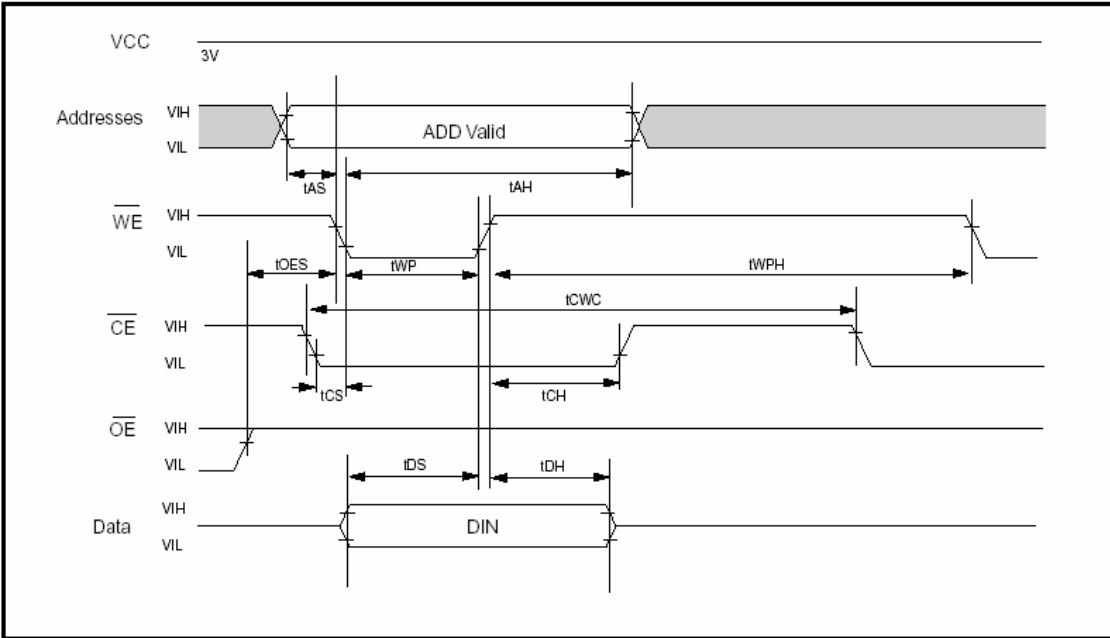 VCC
3V
Addresses
VIH
VIL
ADD Valid
tAS
tAH
WE
VIH
VIL
tOES
tWP
tWPH
tCWC
CE
VIH
VIL
tCS
tCH
OE
VIH
VIL
tDS
tDH
Data
VIH
VIL
DIN